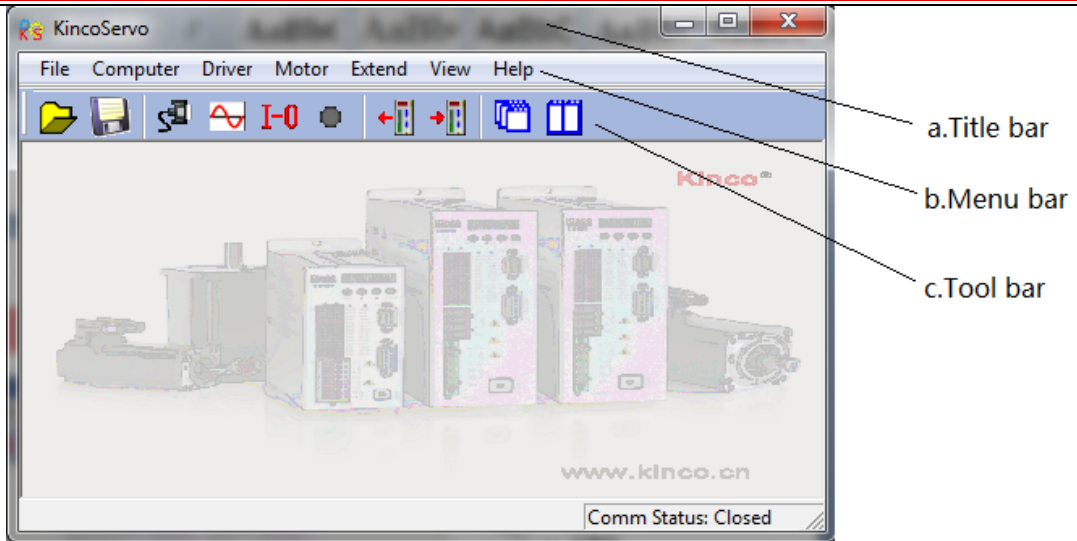 KincoServo
File Computer Driver Motor Extend View Help
I-0
a.Title bar
b.Menu bar
c.Tool bar
Kinco
www.kinco.cn
Comm Status: Closed